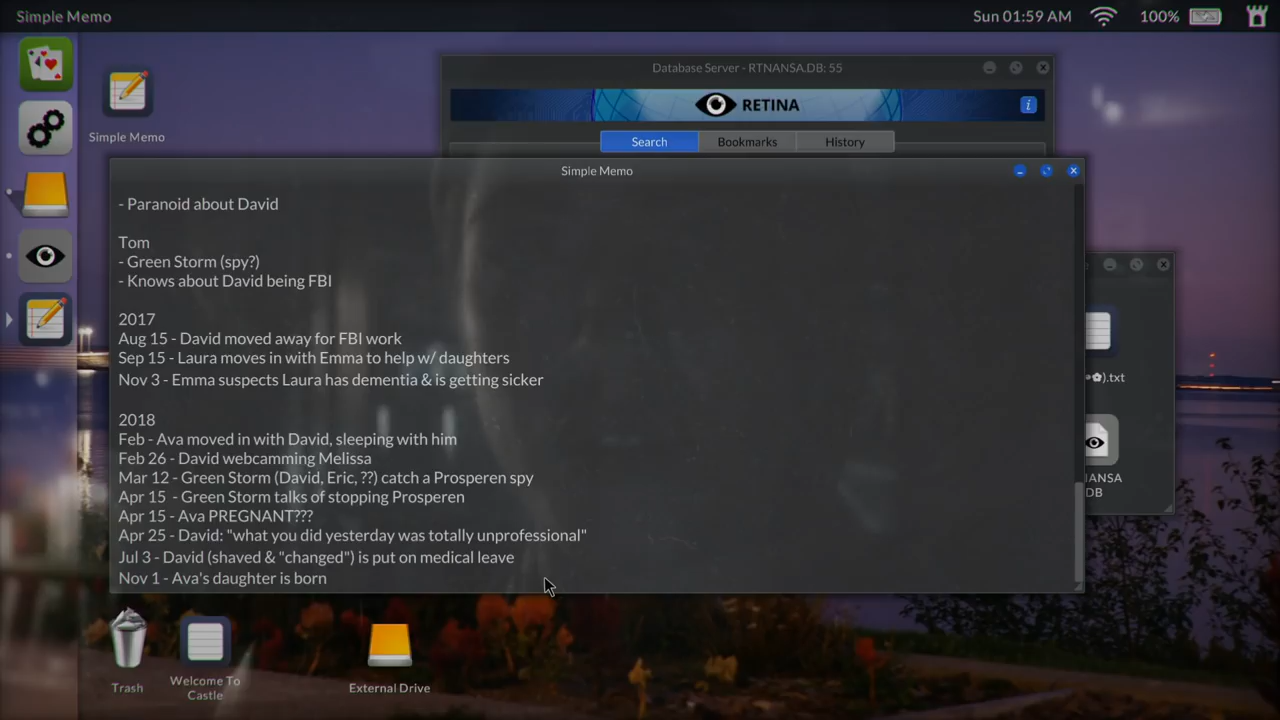 Simple Memo
Sun 01:59 AM
100%
Simple Memo
Database Server - RTNANSA.DB: 55
RETINA
Search
Bookmarks
History
Simple Memo
- Paranoid about David
Tom
- Green Storm (spy?)
- Knows about David being FBI
2017
Aug 15 - David moved away for FBI work
Sep 15 - Laura moves in with Emma to help w/ daughters
Nov 3 - Emma suspects Laura has dementia & is getting sicker
2018
Feb - Ava moved in with David, sleeping with him
Feb 26 - David webcamming Melissa
Mar 12 - Green Storm (David, Eric, ??) catch a Prosperen spy
Apr 15 - Green Storm talks of stopping Prosperen
Apr 15 - Ava PREGNANT???
Apr 25 - David: "what you did yesterday was totally unprofessional"
Jul 3 - David (shaved & "changed") is put on medical leave
Nov 1 - Ava's daughter is born
✿).txt
ANSA
DB
Trash
Welcome To
Castle
External Drive